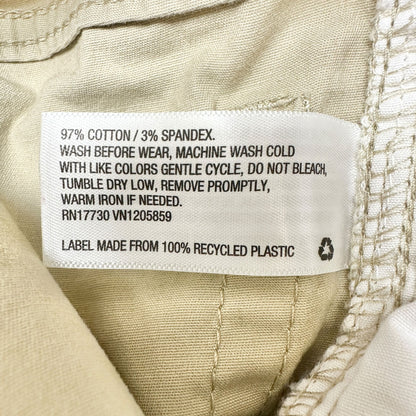 97% COTTON / 3% SPANDEX.
WASH BEFORE WEAR, MACHINE WASH COLD
WITH LIKE COLORS GENTLE CYCLE, DO NOT BLEACH,
TUMBLE DRY LOW, REMOVE PROMPTLY,
WARM IRON IF NEEDED.
RN17730 VN1205859
LABEL MADE FROM 100% RECYCLED PLASTIC